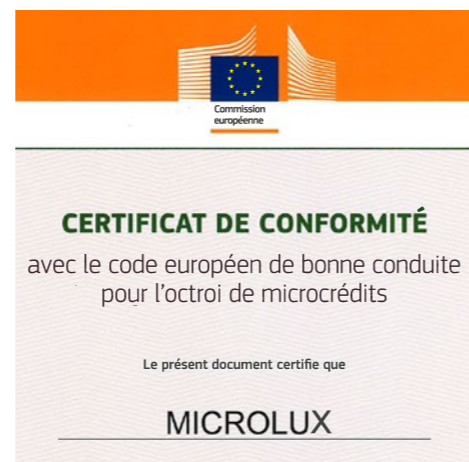 Commission
européenne
CERTIFICAT DE CONFORMITÉ
avec le code européen de bonne conduite
pour l’octroi de microcrédits
Le présent document certifie que
MICROLUX